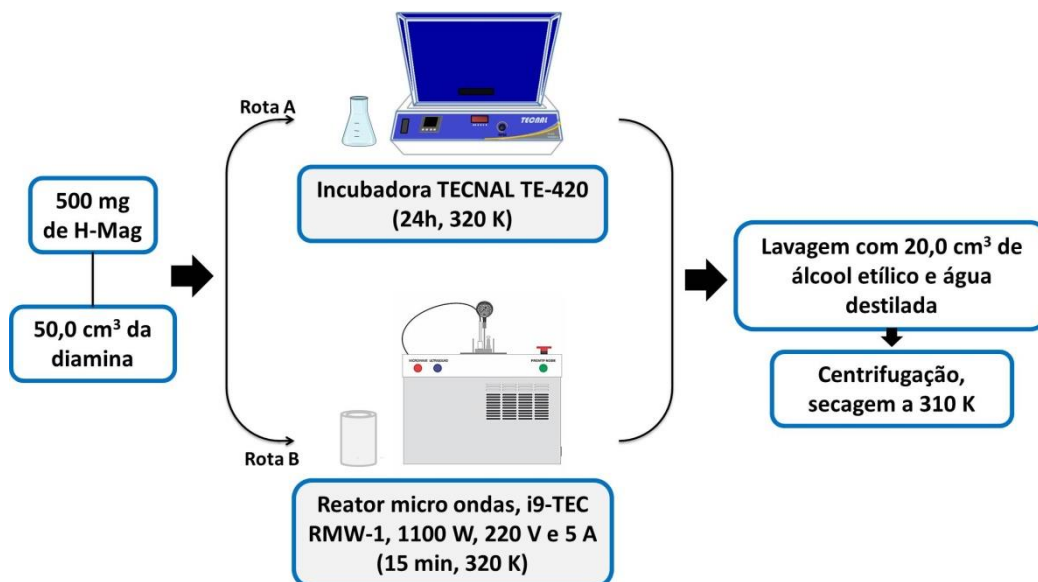 500 mg
de H-Mag
50,0 cm³ da
diamina
Rota A
TECNAL
Incubadora TECNAL TE-420
(24h, 320 K)
Rota B
MICROWAVE ULTRASOUND
Reator micro ondas, i9-TEC
RMW-1, 1100 W, 220 V e 5 A
(15 min, 320 K)
Lavagem com 20,0 cm³ de
álcool etílico e água
destilada
Centrifugação,
secagem a 310 K